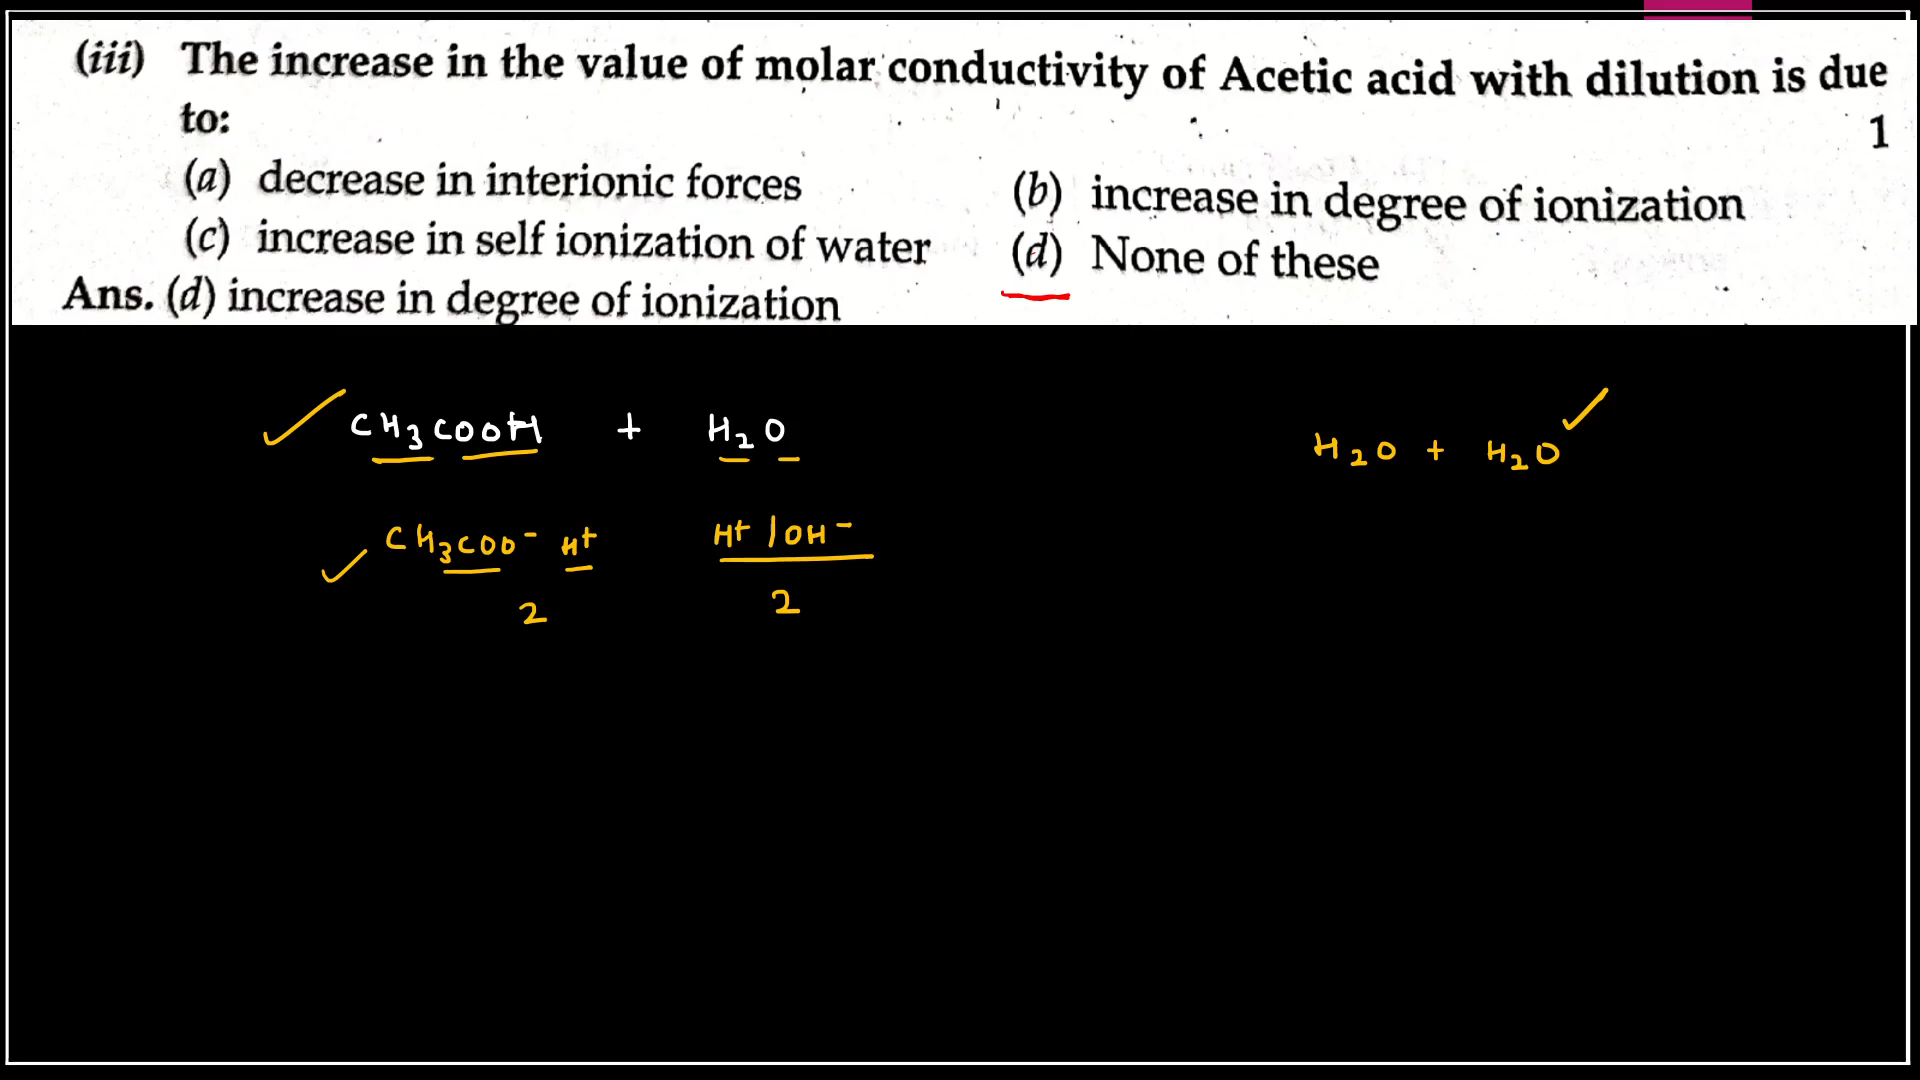 (iii) The increase in the value of molar conductivity of Acetic acid with dilution is due
to: 1
(a) decrease in interionic forces (b) increase in degree of ionization
(c) increase in self ionization of water (d) None of these
Ans. (d) increase in degree of ionization
CH3COOH + H2O H2O + H2O
CH3COO- H+ H+ / OH-
2 2